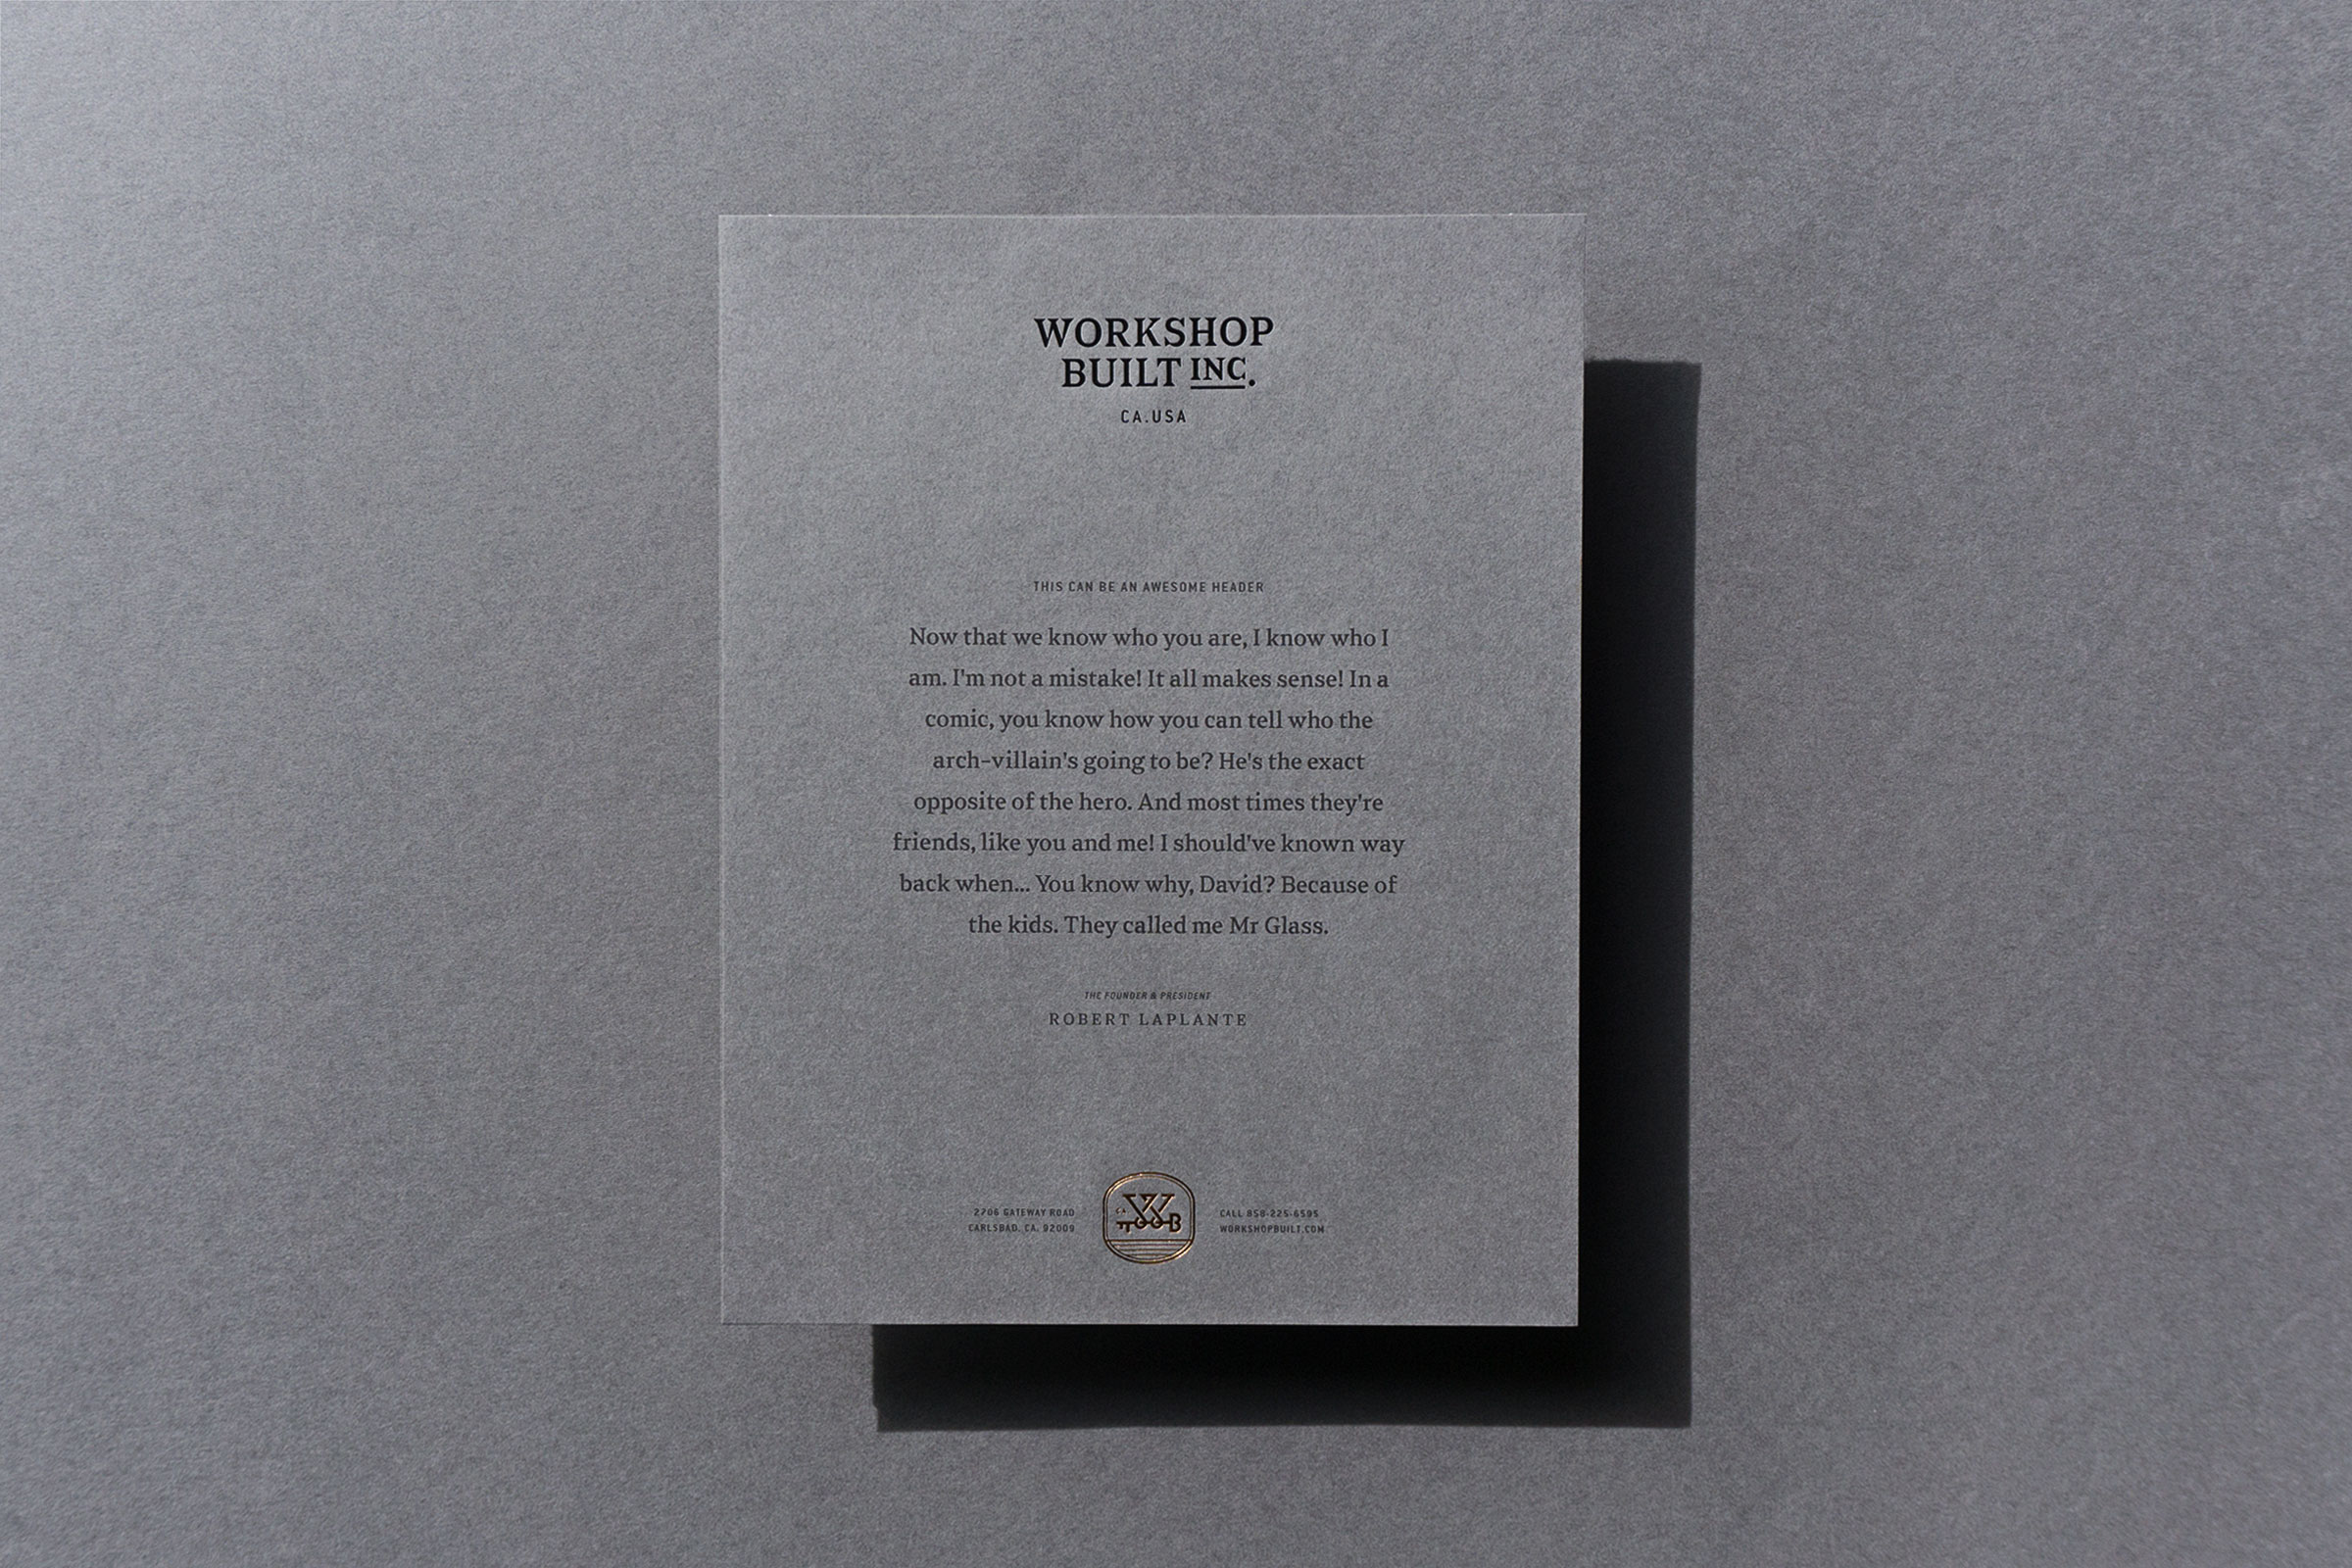 WORKSHOP
BUILT INC.
CA.USA
THIS CAN BE AN AWESOME HEADER
Now that we know who you are, I know who I
am. I'm not a mistake! It all makes sense! In a
comic, you know how you can tell who the
arch-villain's going to be? He's the exact
opposite of the hero. And most times they're
friends, like you and me! I should've known way
back when... You know why, David? Because of
the kids. They called me Mr Glass.
THE FOUNDER & PRESIDENT
ROBERT LAPLANTE
2706 GATEWAY ROAD
CARLSBAD, CA. 92009
CA
W
B
CALL 858-225-6595
WORKSHOPBUILT.COM